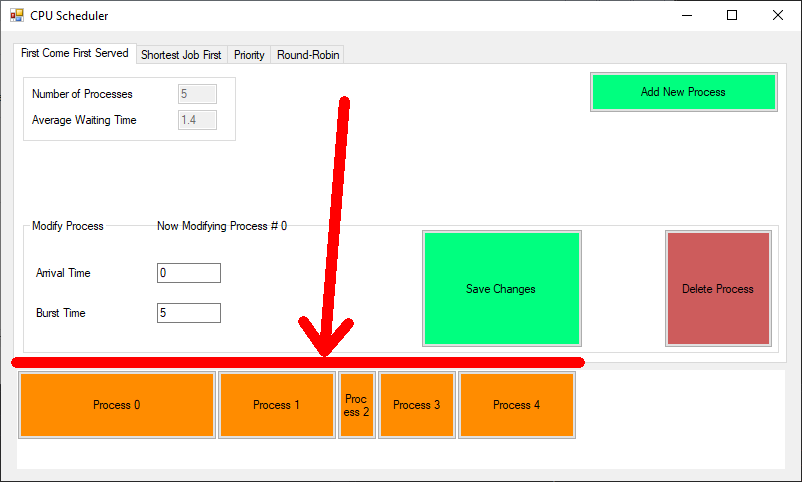 CPU Scheduler
First Come First Served
Shortest Job First
Priority
Round-Robin
Number of Processes
5
Average Waiting Time
1.4
Add New Process
Modify Process
Now Modifying Process # 0
Arrival Time
0
Burst Time
5
Save Changes
Delete Process
Process 0
Process 1
Proc
ess 2
Process 3
Process 4